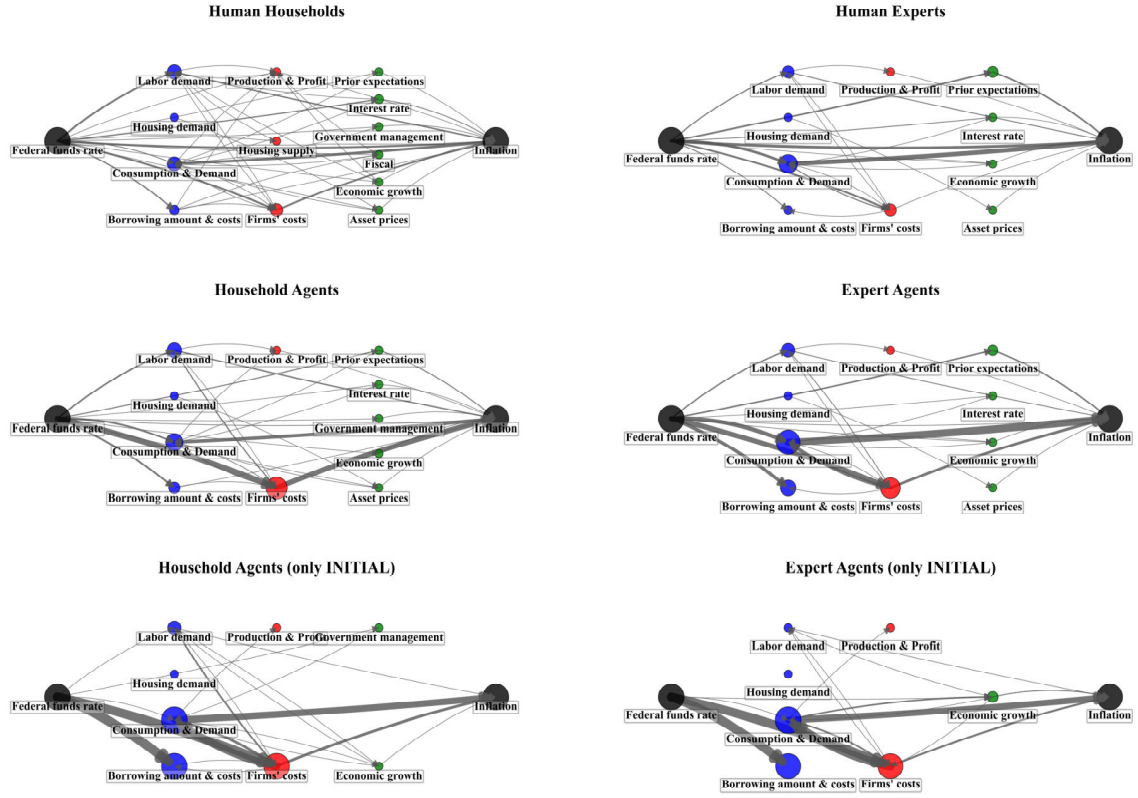 Human Households
Human Experts
Labor demand
Production & Profit
Prior expectations
Interest rate
Housing demand
Government management
Federal funds rate
Housing supply
Inflation
Fiscal
Consumption & Demand
Economic growth
Borrowing amount & costs
Firms' costs
Asset prices
Labor demand
Production & Profit
Prior expectations
Interest rate
Housing demand
Federal funds rate
Inflation
Consumption & Demand
Economic growth
Borrowing amount & costs
Firms' costs
Asset prices
Household Agents
Expert Agents
Labor demand
Production & Profit
Prior expectations
Interest rate
Housing demand
Government management
Federal funds rate
Inflation
Consumption & Demand
Economic growth
Borrowing amount & costs
Firms' costs
Asset prices
Labor demand
Production & Profit
Prior expectations
Interest rate
Housing demand
Federal funds rate
Inflation
Consumption & Demand
Economic growth
Borrowing amount & costs
Firms' costs
Asset prices
Household Agents (only INITIAL)
Expert Agents (only INITIAL)
Labor demand
Production & Profit
Government management
Housing demand
Federal funds rate
Inflation
Consumption & Demand
Borrowing amount & costs
Firms' costs
Economic growth
Labor demand
Production & Profit
Housing demand
Federal funds rate
Economic growth
Inflation
Consumption & Demand
Borrowing amount & costs
Firms' costs